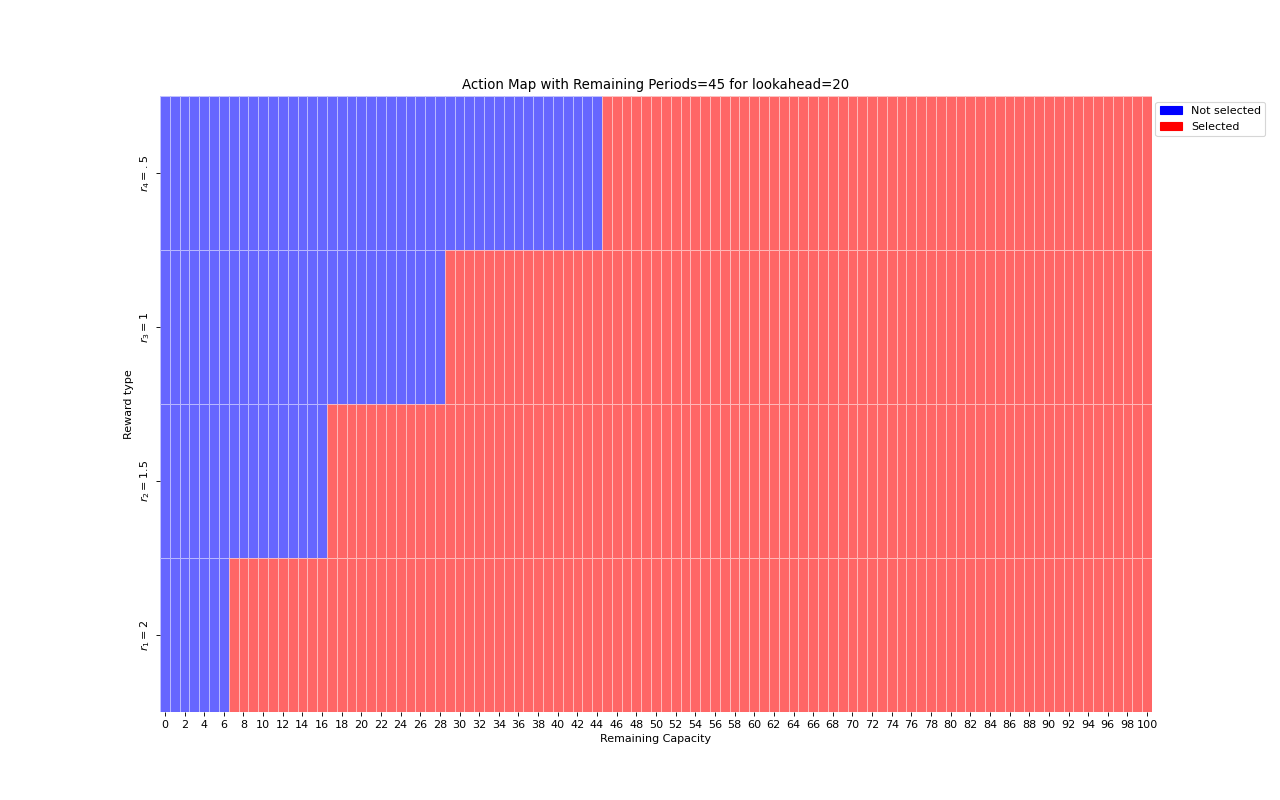 Action Map with Remaining Periods=45 for lookahead=20
Not selected
Selected
Reward type
r₄ = .5
r₃ = 1
r₂ = 1.5
r₁ = 2
0 2 4 6 8 10 12 14 16 18 20 22 24 26 28 30 32 34 36 38 40 42 44 46 48 50 52 54 56 58 60 62 64 66 68 70 72 74 76 78 80 82 84 86 88 90 92 94 96 98 100
Remaining Capacity